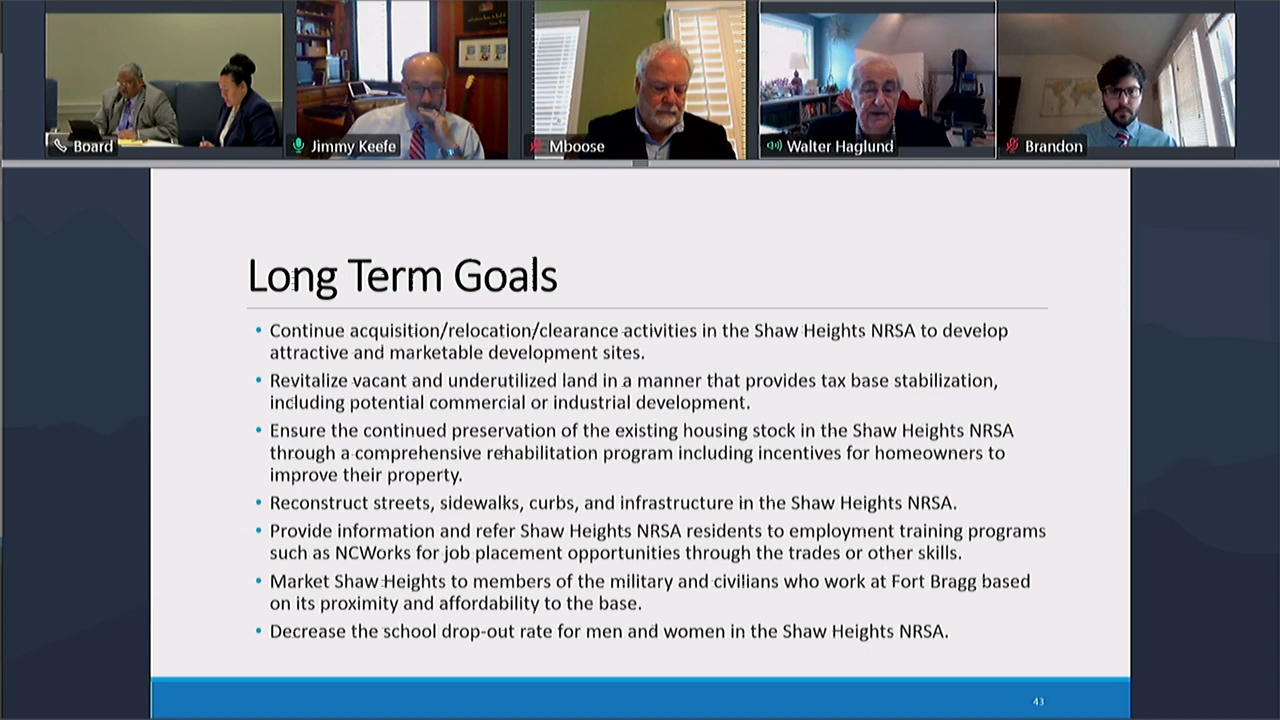 Board
Jimmy Keefe
Mboose
Walter Haglund
Brandon
Long Term Goals
• Continue acquisition/relocation/clearance activities in the Shaw Heights NRSA to develop
attractive and marketable development sites.
• Revitalize vacant and underutilized land in a manner that provides tax base stabilization,
including potential commercial or industrial development.
• Ensure the continued preservation of the existing housing stock in the Shaw Heights NRSA
through a comprehensive rehabilitation program including incentives for homeowners to
improve their property.
• Reconstruct streets, sidewalks, curbs, and infrastructure in the Shaw Heights NRSA.
• Provide information and refer Shaw Heights NRSA residents to employment training programs
such as NCWorks for job placement opportunities through the trades or other skills.
• Market Shaw Heights to members of the military and civilians who work at Fort Bragg based
on its proximity and affordability to the base.
• Decrease the school drop-out rate for men and women in the Shaw Heights NRSA.
43